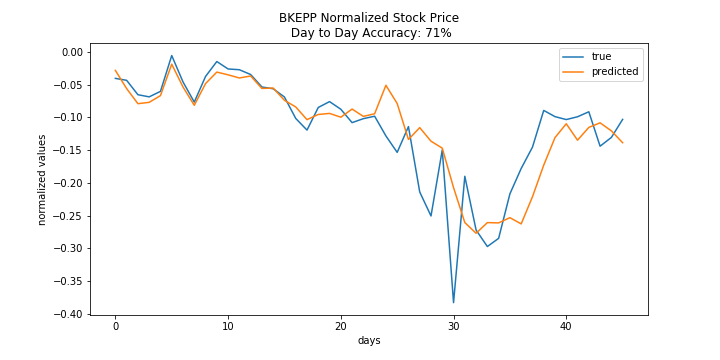 BKEPP Normalized Stock Price
Day to Day Accuracy: 71%
true
predicted
normalized values
0.00
−0.05
−0.10
−0.15
−0.20
−0.25
−0.30
−0.35
−0.40
0 10 20 30 40
days